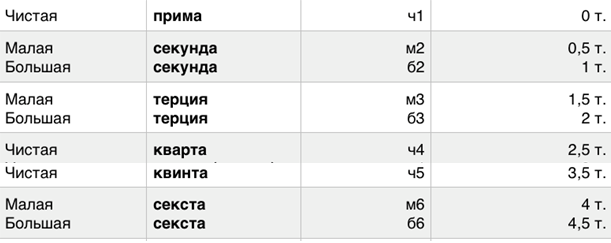 Чистая прима ч1 0 т.
Малая секунда м2 0,5 т.
Большая секунда б2 1 т.
Малая терция м3 1,5 т.
Большая терция б3 2 т.
Чистая кварта ч4 2,5 т.
Чистая квинта ч5 3,5 т.
Малая секста м6 4 т.
Большая секста б6 4,5 т.